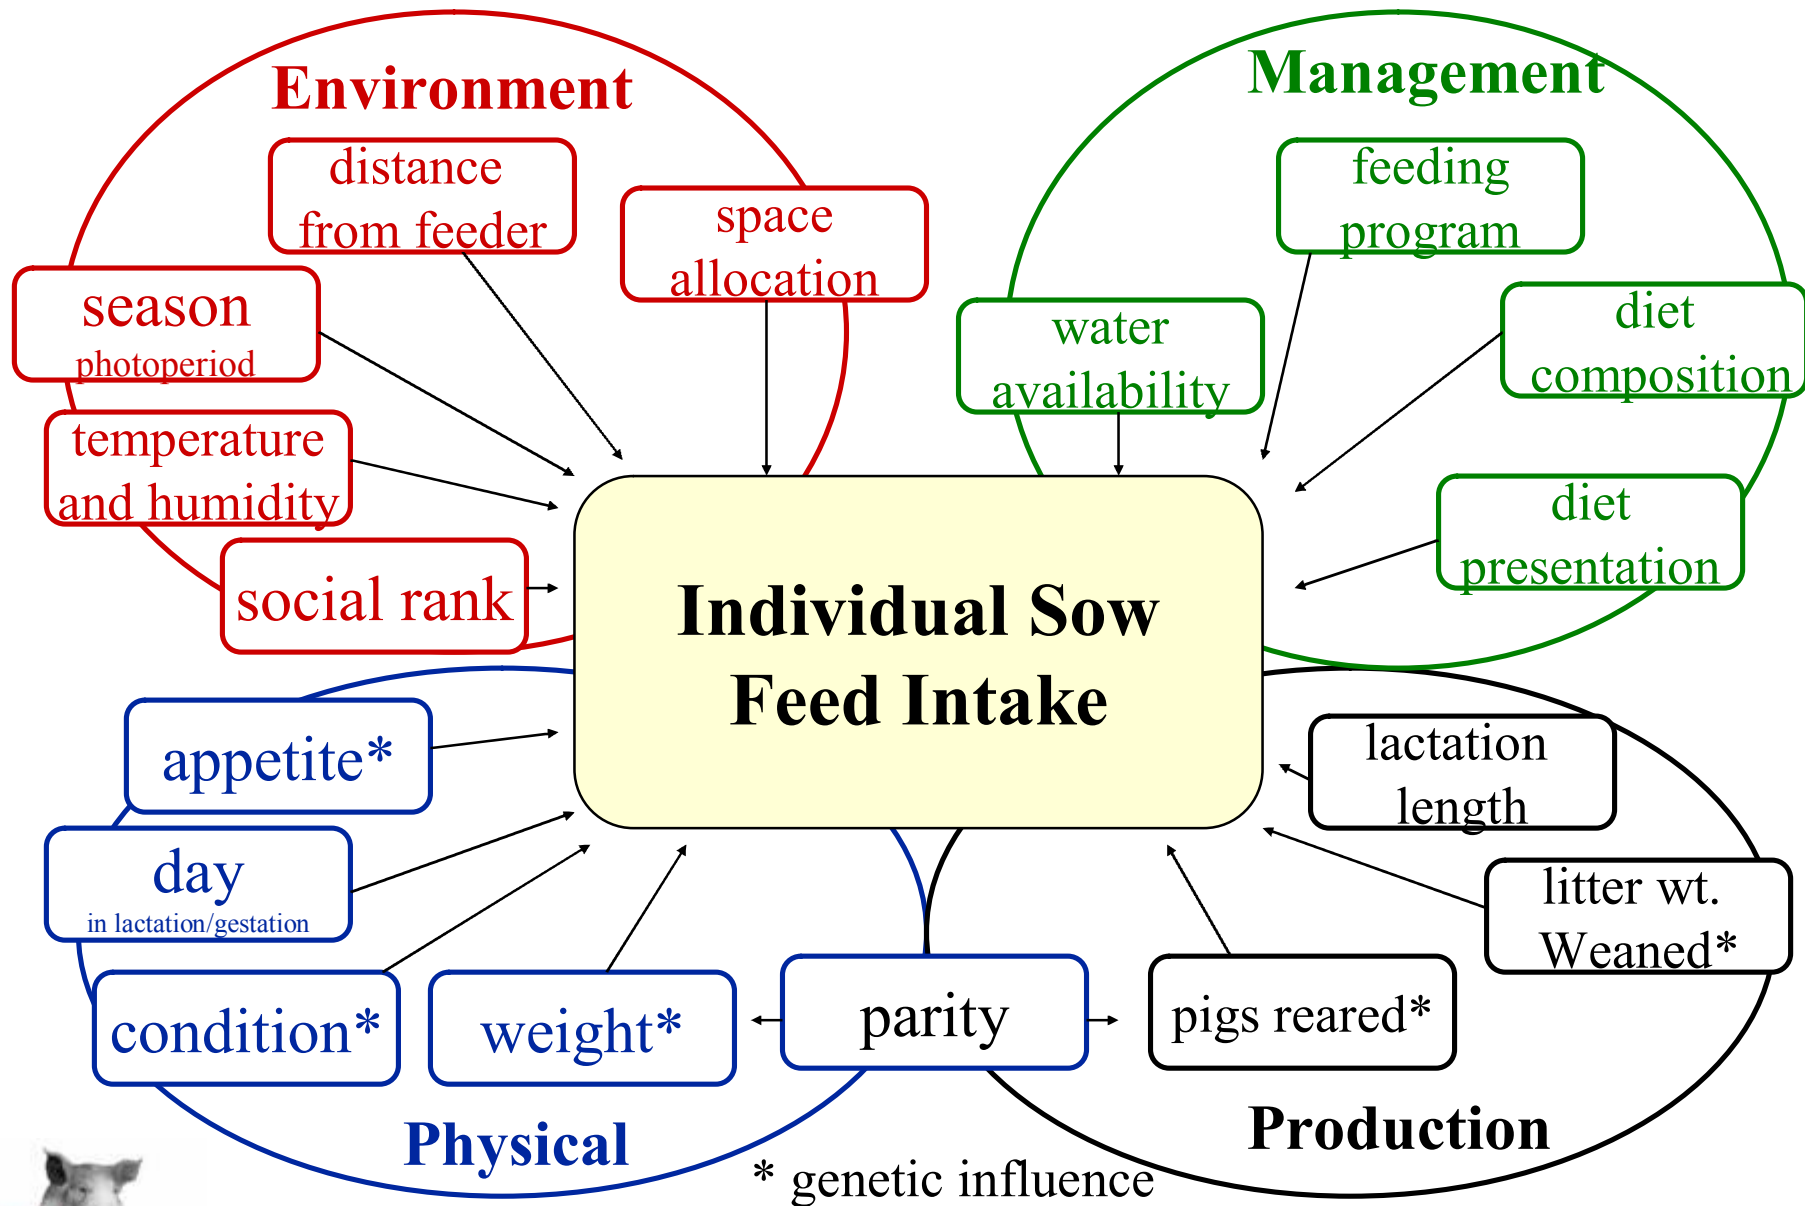 Environment
distance
from feeder
space
allocation
season
photoperiod
temperature
and humidity
social rank
Management
feeding
program
water
availability
diet
composition
diet
presentation
Individual Sow
Feed Intake
appetite*
day
in lactation/gestation
condition*
weight*
parity
Physical
lactation
length
litter wt.
Weaned*
pigs reared*
Production
* genetic influence